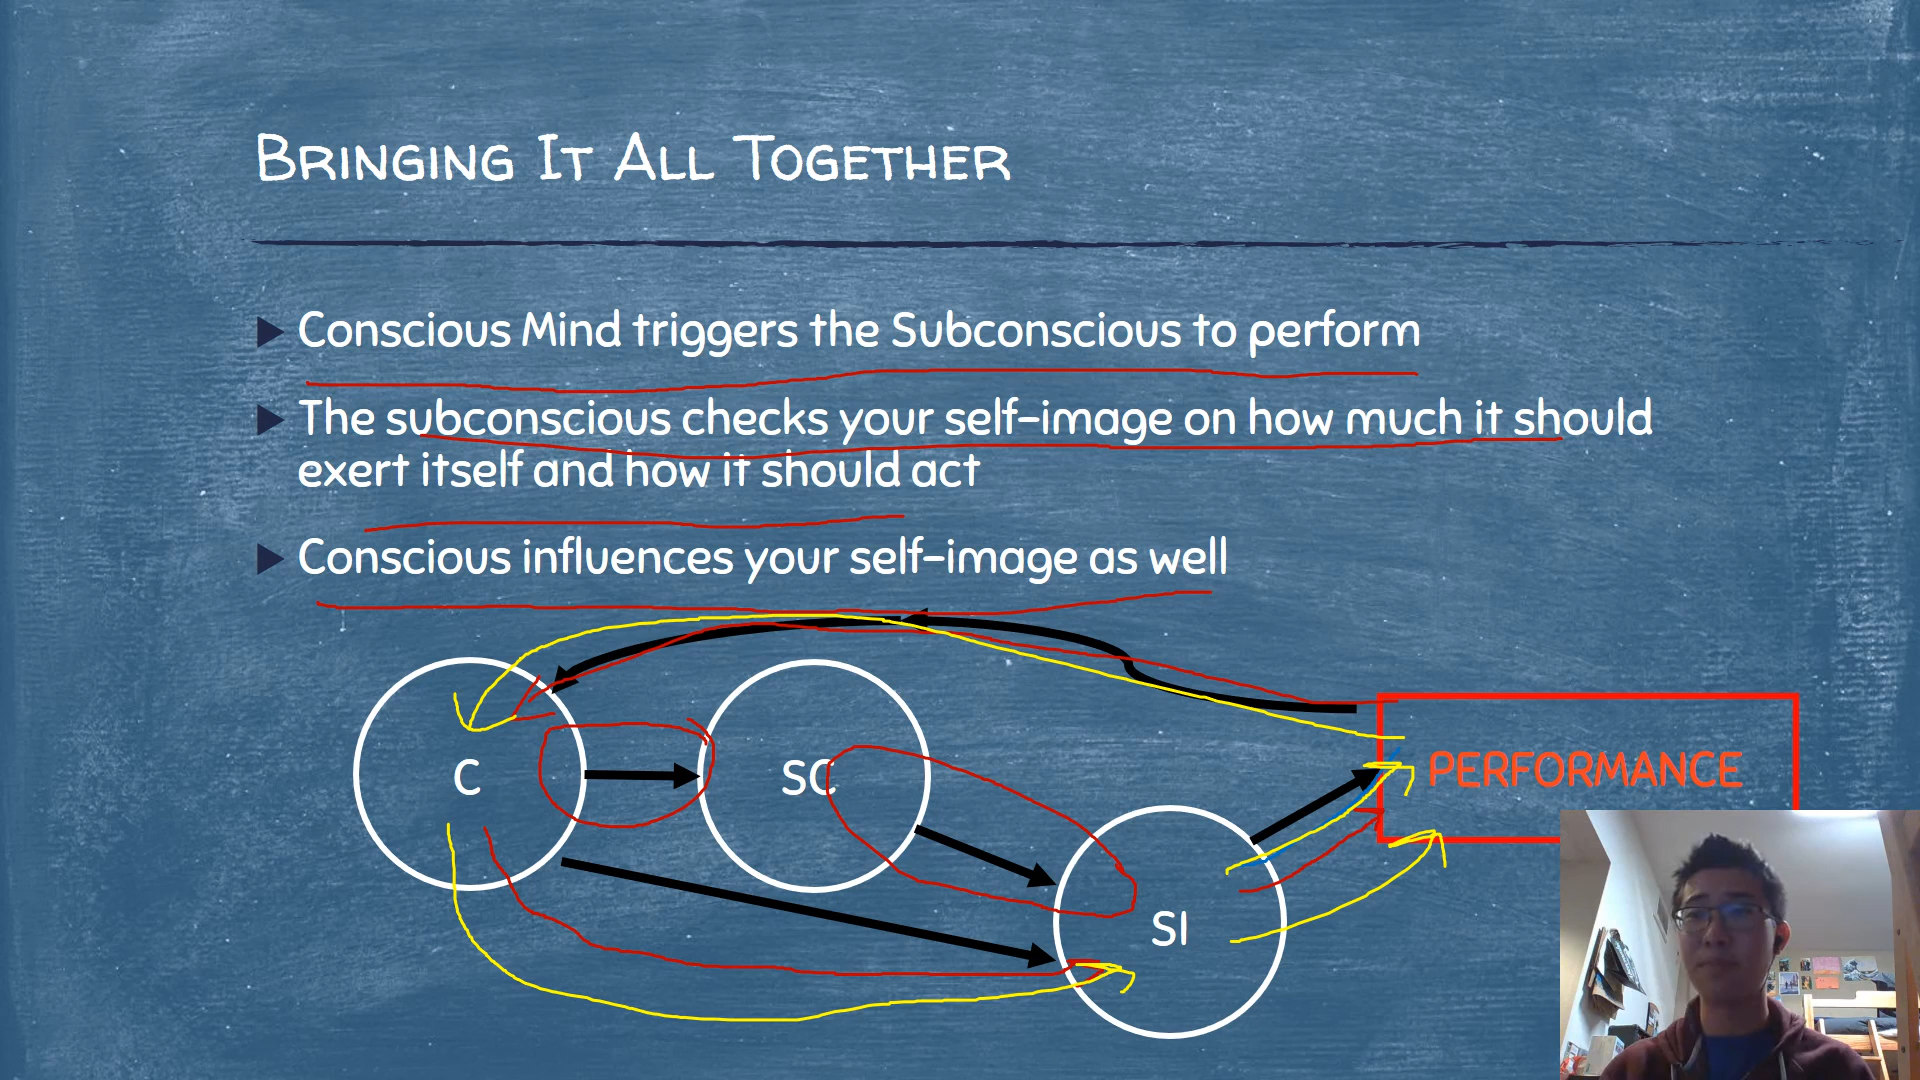 Bringing It All Together
Conscious Mind triggers the Subconscious to perform
The subconscious checks your self-image on how much it should
exert itself and how it should act
Conscious influences your self-image as well
C
SC
SI
PERFORMANCE